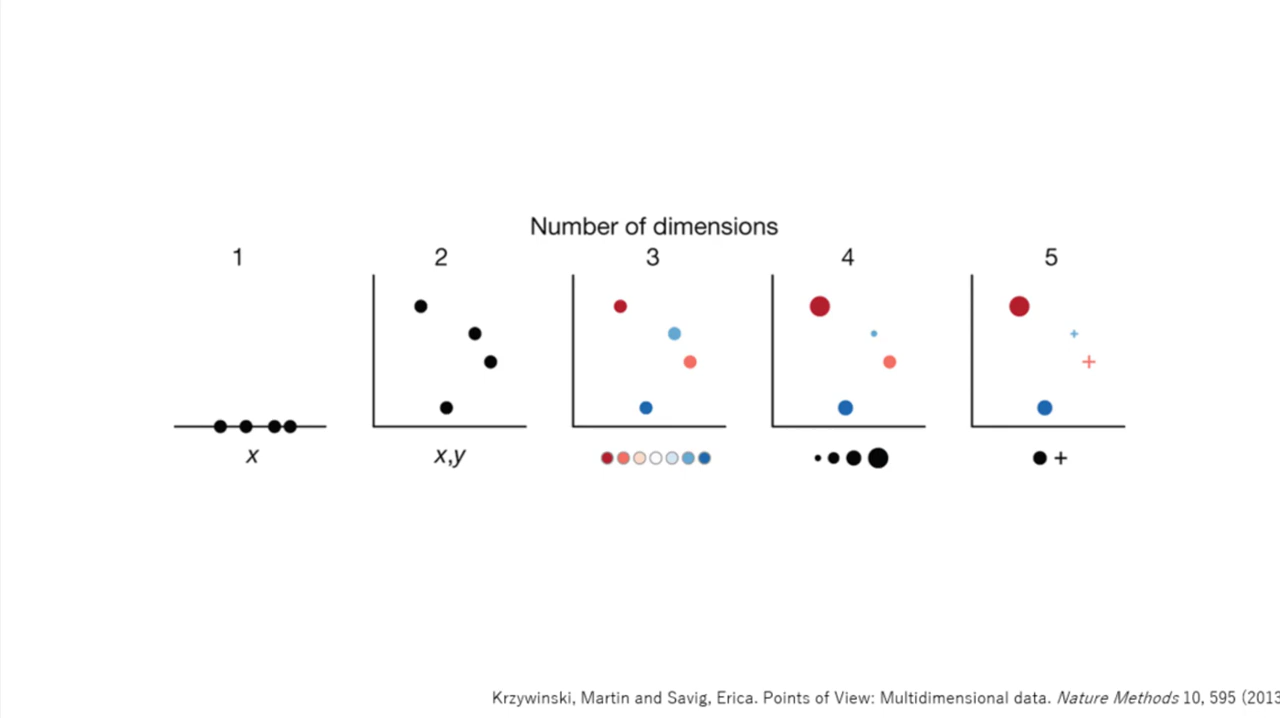 Number of dimensions
1 2 3 4 5
x x,y +
Krzywinski, Martin and Savig, Erica. Points of View: Multidimensional data. Nature Methods 10, 595 (2013